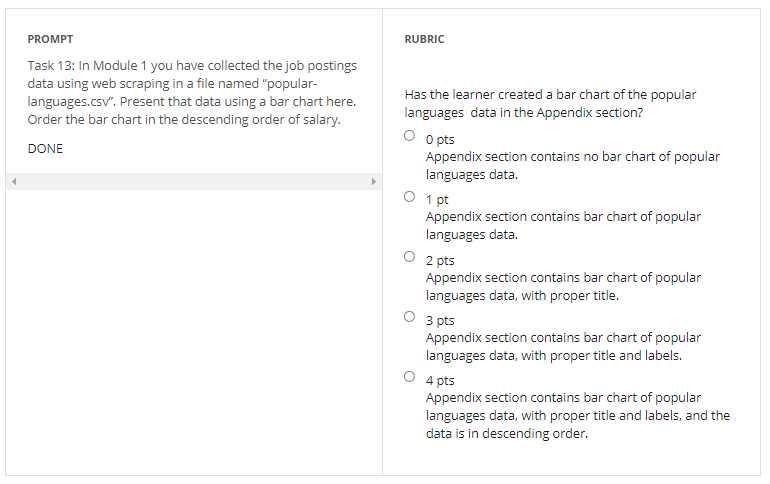 PROMPT
Task 13: In Module 1 you have collected the job postings
data using web scraping in a file named “popular-
languages.csv”. Present that data using a bar chart here.
Order the bar chart in the descending order of salary.
DONE
RUBRIC
Has the learner created a bar chart of the popular
languages  data in the Appendix section?
0 pts
Appendix section contains no bar chart of popular
languages data.
1 pt
Appendix section contains bar chart of popular
languages data.
2 pts
Appendix section contains bar chart of popular
languages data, with proper title.
3 pts
Appendix section contains bar chart of popular
languages data, with proper title and labels.
4 pts
Appendix section contains bar chart of popular
languages data, with proper title and labels, and the
data is in descending order.